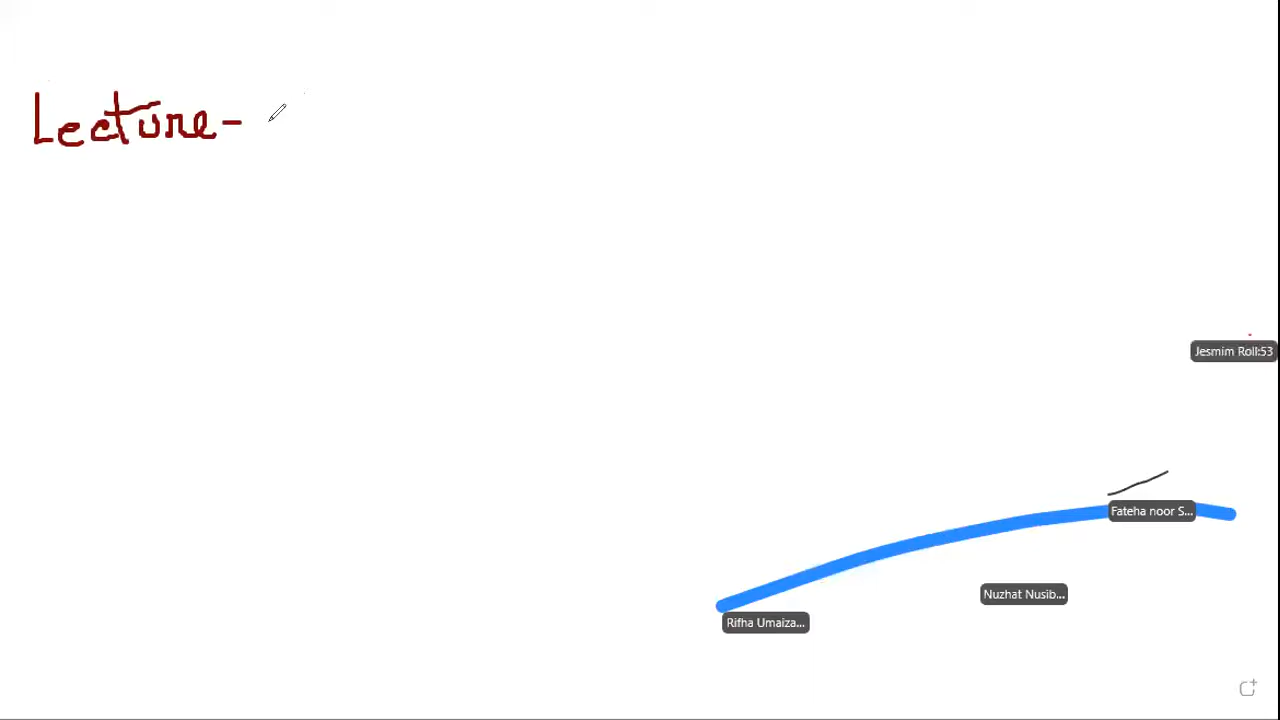 Lecture-
Jesmim Roll:53
Fateha noor S...
Nuzhat Nusib...
Rifha Umaiza...